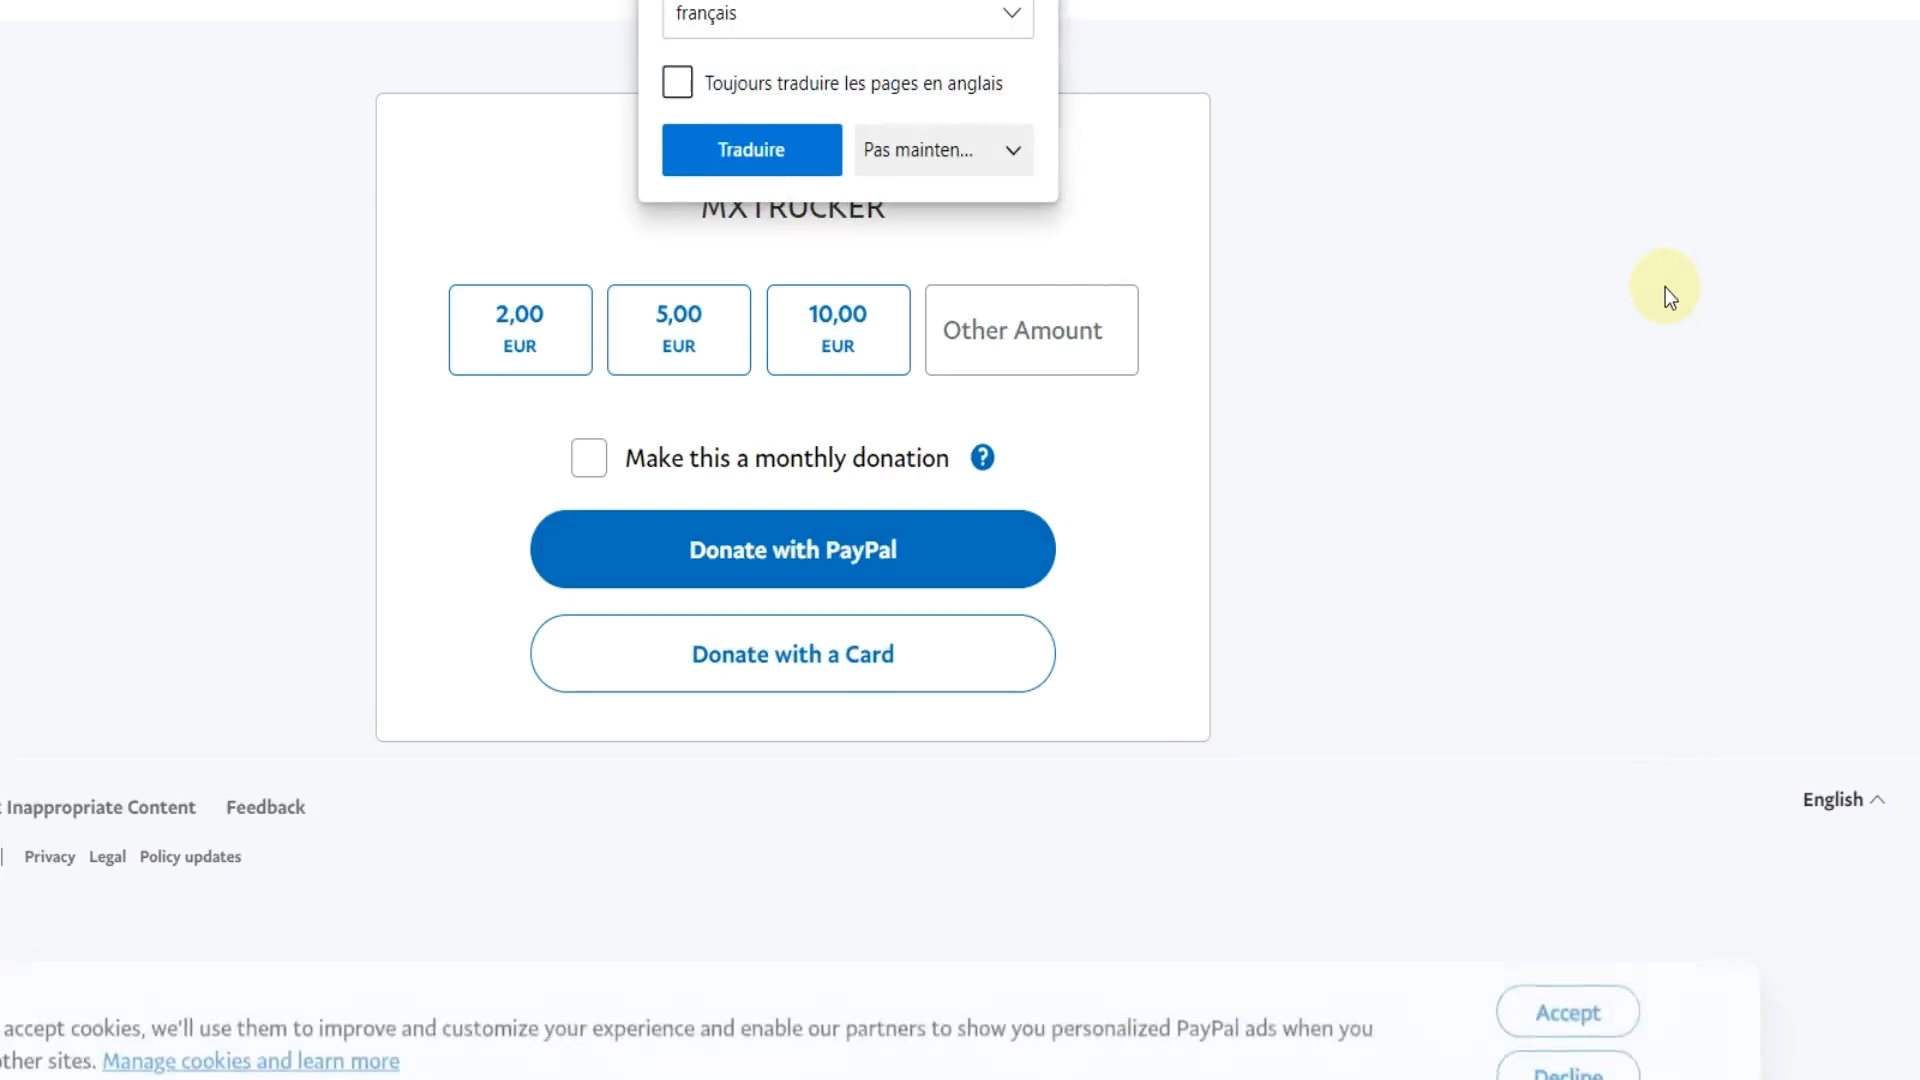 français
Toujours traduire les pages en anglais
Traduire
Pas mainten...
MXTRUCKER
2,00
EUR
5,00
EUR
10,00
EUR
Other Amount
Make this a monthly donation
?
Donate with PayPal
Donate with a Card
Inappropriate Content
Feedback
English
| Privacy Legal Policy updates
accept cookies, we'll use them to improve and customize your experience and enable our partners to show you personalized PayPal ads when you
other sites. Manage cookies and learn more
Accept
Decline